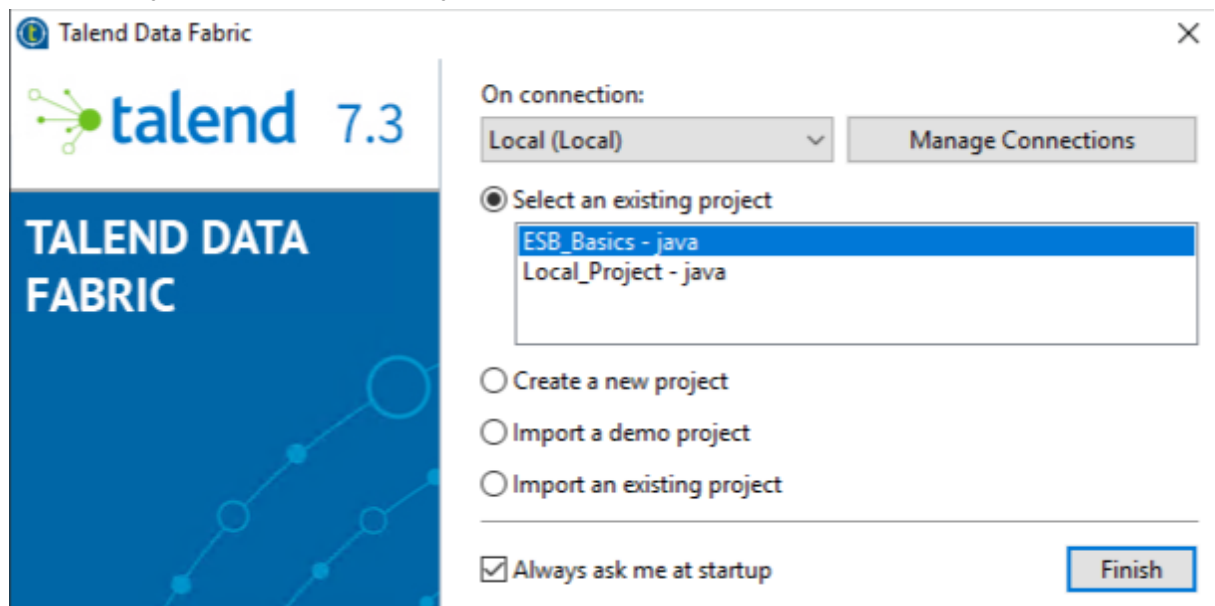 Talend Data Fabric
talend 7.3
TALEND DATA
FABRIC
On connection:
Local (Local)
Manage Connections
Select an existing project
ESB_Basics - java
Local_Project - java
Create a new project
Import a demo project
Import an existing project
Always ask me at startup
Finish